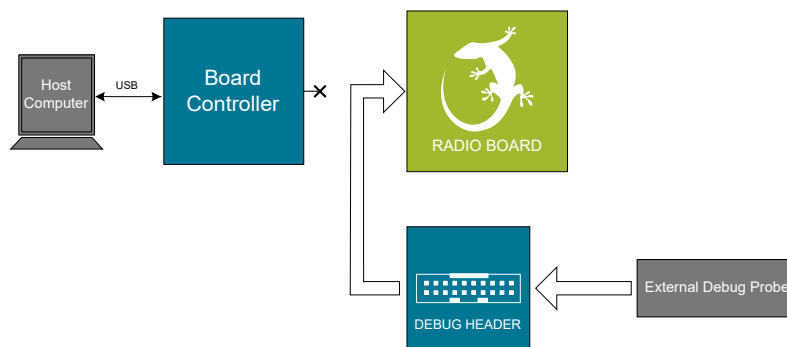 Host
Computer
USB
Board
Controller
RADIO BOARD
DEBUG HEADER
External Debug Probe